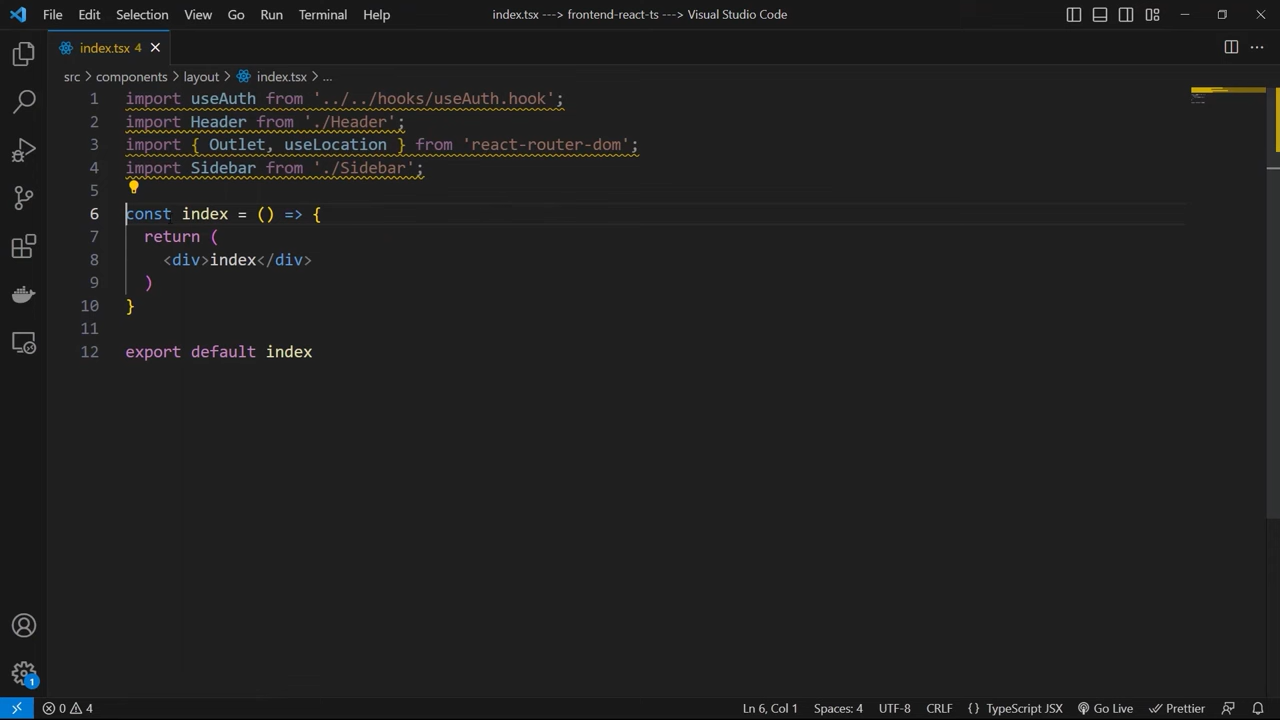 File Edit Selection View Go Run Terminal Help
index.tsx ---> frontend-react-ts ---> Visual Studio Code
index.tsx 4
src > components > layout > index.tsx > ...
1 import useAuth from '../../hooks/useAuth.hook';
2 import Header from './Header';
3 import { Outlet, useLocation } from 'react-router-dom';
4 import Sidebar from './Sidebar';
5
6 const index = () => {
7 return (
8 <div>index</div>
9 )
10 }
11
12 export default index
1
0 4 Ln 6, Col 1 Spaces: 4 UTF-8 CRLF { } TypeScript JSX Go Live Prettier